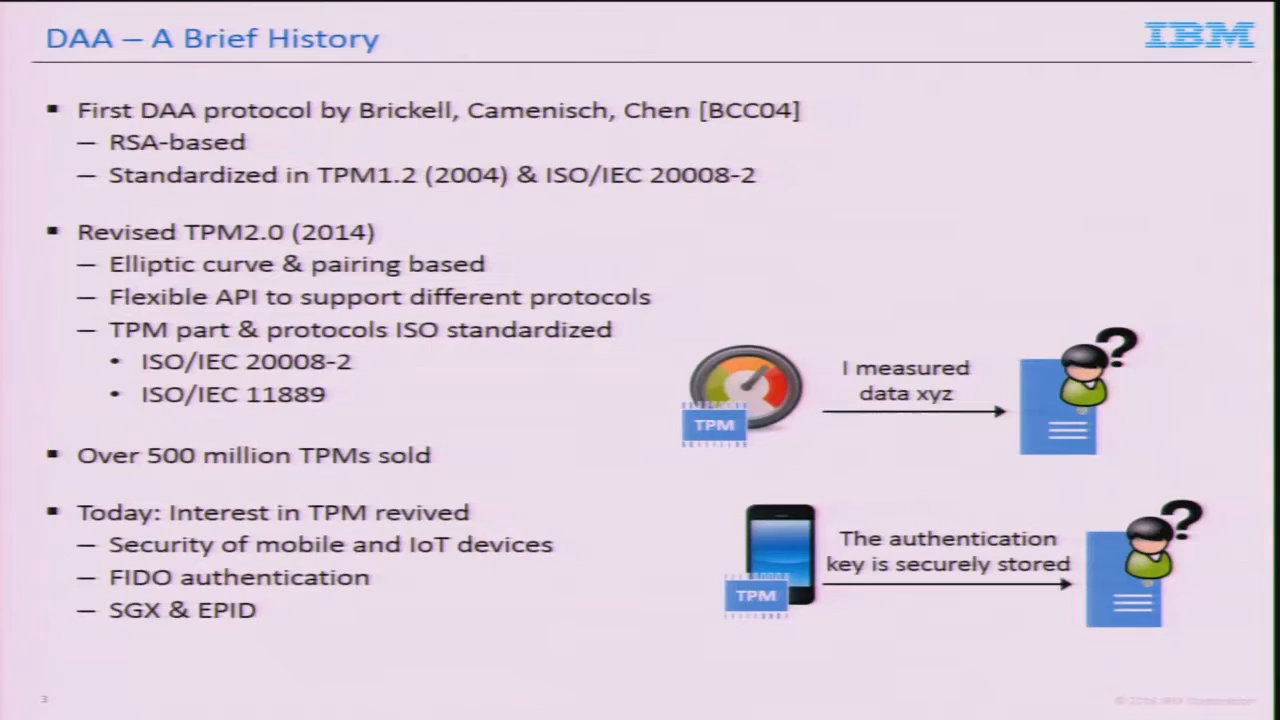 DAA – A Brief History
IBM
▪ First DAA protocol by Brickell, Camenisch, Chen [BCC04]
– RSA-based
– Standardized in TPM1.2 (2004) & ISO/IEC 20008-2
▪ Revised TPM2.0 (2014)
– Elliptic curve & pairing based
– Flexible API to support different protocols
– TPM part & protocols ISO standardized
• ISO/IEC 20008-2
• ISO/IEC 11889
▪ Over 500 million TPMs sold
▪ Today: Interest in TPM revived
– Security of mobile and IoT devices
– FIDO authentication
– SGX & EPID
I measured
data xyz
?
TPM
The authentication
key is securely stored
?
TPM
3